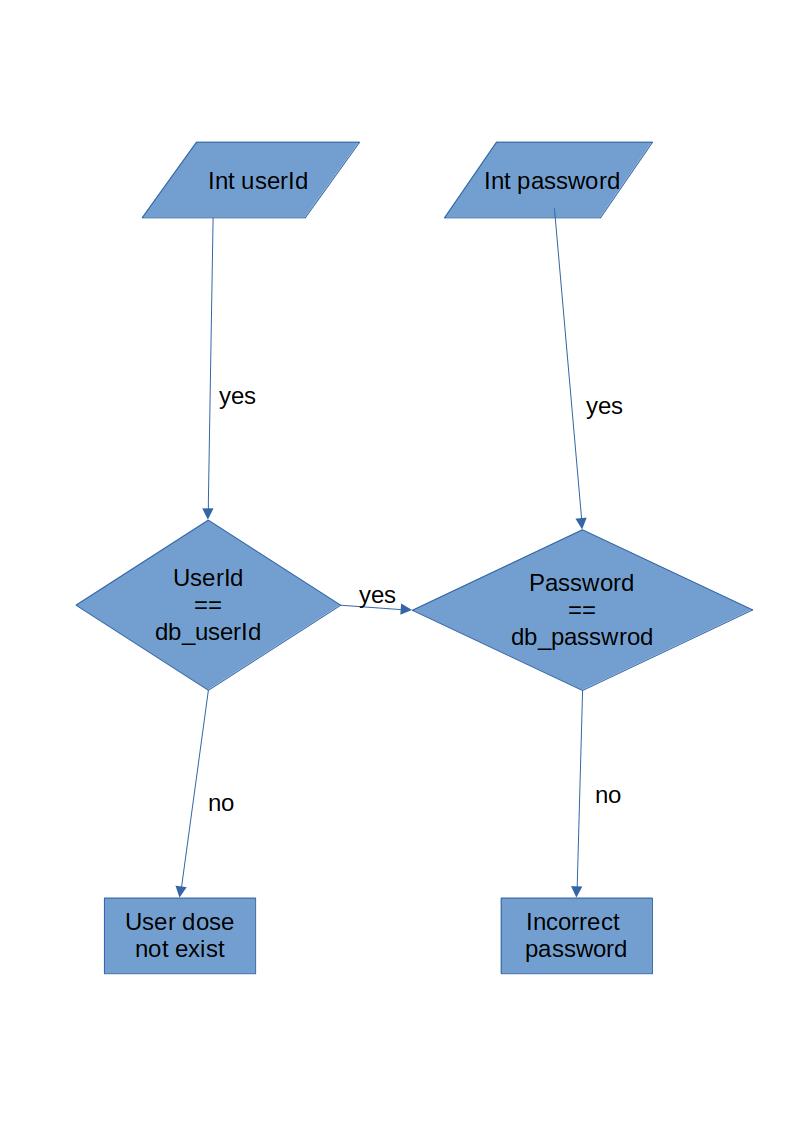 Int userId
Int password
yes
yes
UserId
==
db_userId
yes
Password
==
db_passwrod
no
no
User dose
not exist
Incorrect
password